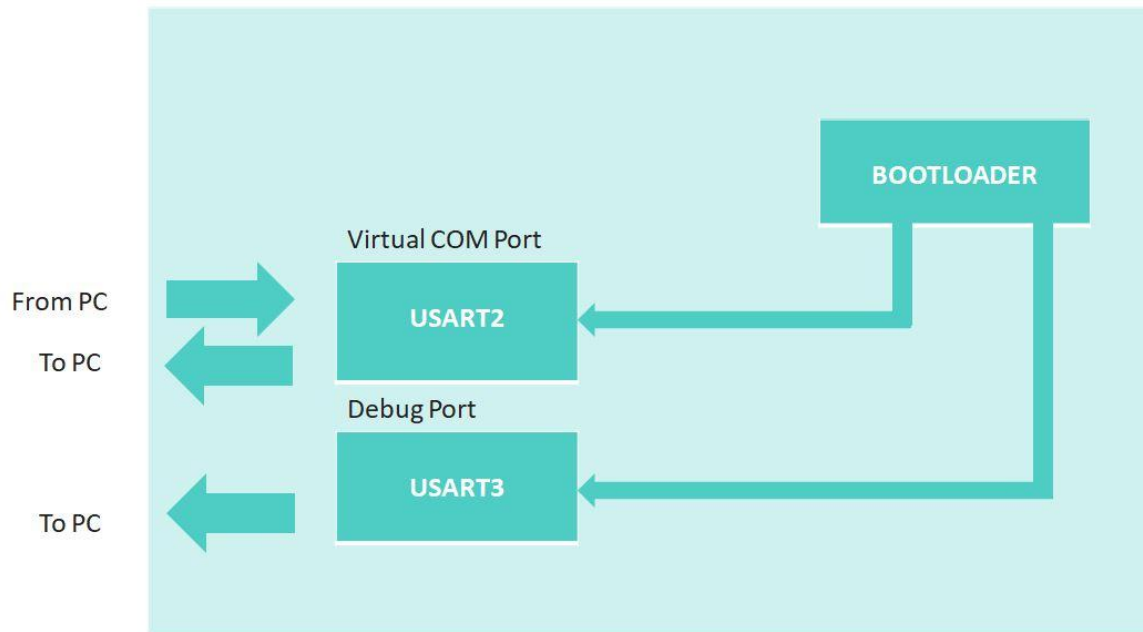 BOOTLOADER
Virtual COM Port
From PC
USART2
To PC
Debug Port
USART3
To PC